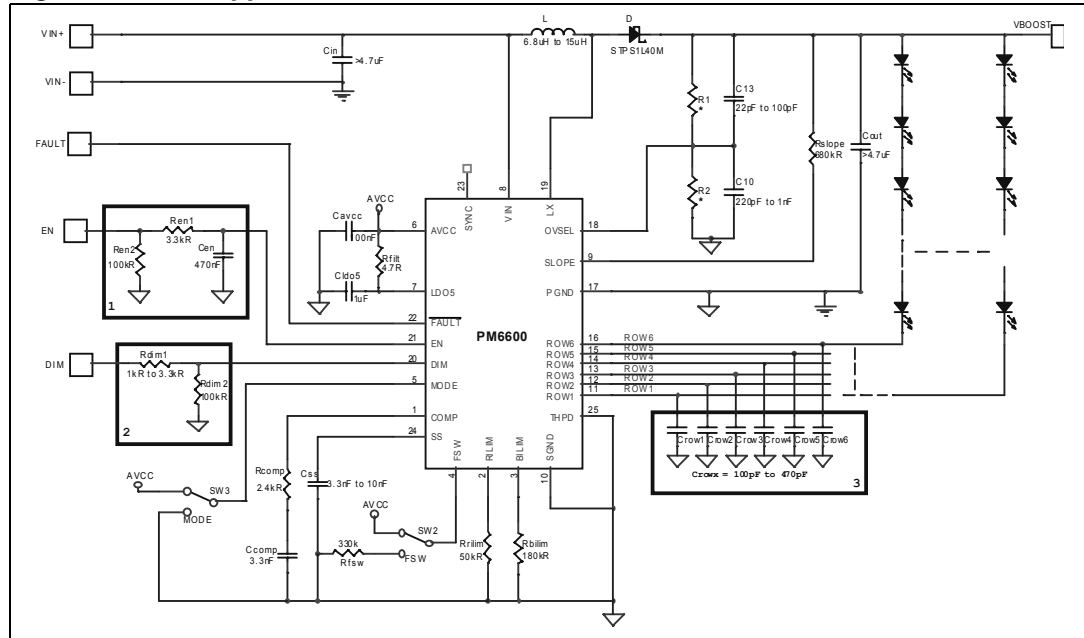 VIN+
L
6.8uH to 15uH
D
STPS1L40M
VBOOST
Cin
>4.7uF
VIN-
C13
22pF to 100pF
R1
*
FAULT
Rslope
680kR
Cout
>4.7uF
C10
220pF to 1nF
R2
*
23
8
19
SYNC
VIN
LX
AVCC
Cavcc
00nF
6
AVCC
OVSEL
18
Rfilt
4.7R
SLOPE
9
Cldo5
1uF
7
LDO5
PGND
17
EN
Ren1
3.3kR
Ren2
100kR
Cen
470nF
1
22
FAULT
PM6600
21
EN
ROW6
16
ROW6
DIM
Rdim1
1kR to 3.3kR
Rdim2
100kR
2
20
DIM
ROW5
15
ROW5
ROW4
14
ROW4
5
MODE
ROW3
13
ROW3
ROW2
12
ROW2
ROW1
11
ROW1
1
COMP
THPD
25
24
SS
FSW
RILIM
BILIM
SGND
4
2
3
10
Crow1
Crow2
Crow3
Crow4
Crow5
Crow6
Crowx = 100pF to 470pF
3
AVCC
SW3
MODE
Rcomp
2.4kR
Css
3.3nF to 10nF
AVCC
SW2
FSW
Ccomp
3.3nF
330k
Rfsw
Rrilim
50kR
Rbilim
180kR